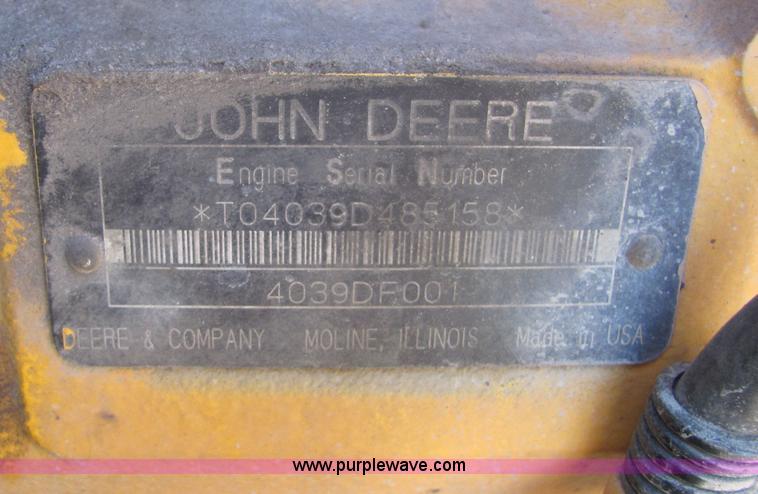 JOHN DEERE
Engine Serial Number
*T04039D485158*
4039DF001
DEERE & COMPANY MOLINE, ILLINOIS Made in USA
www.purplewave.com